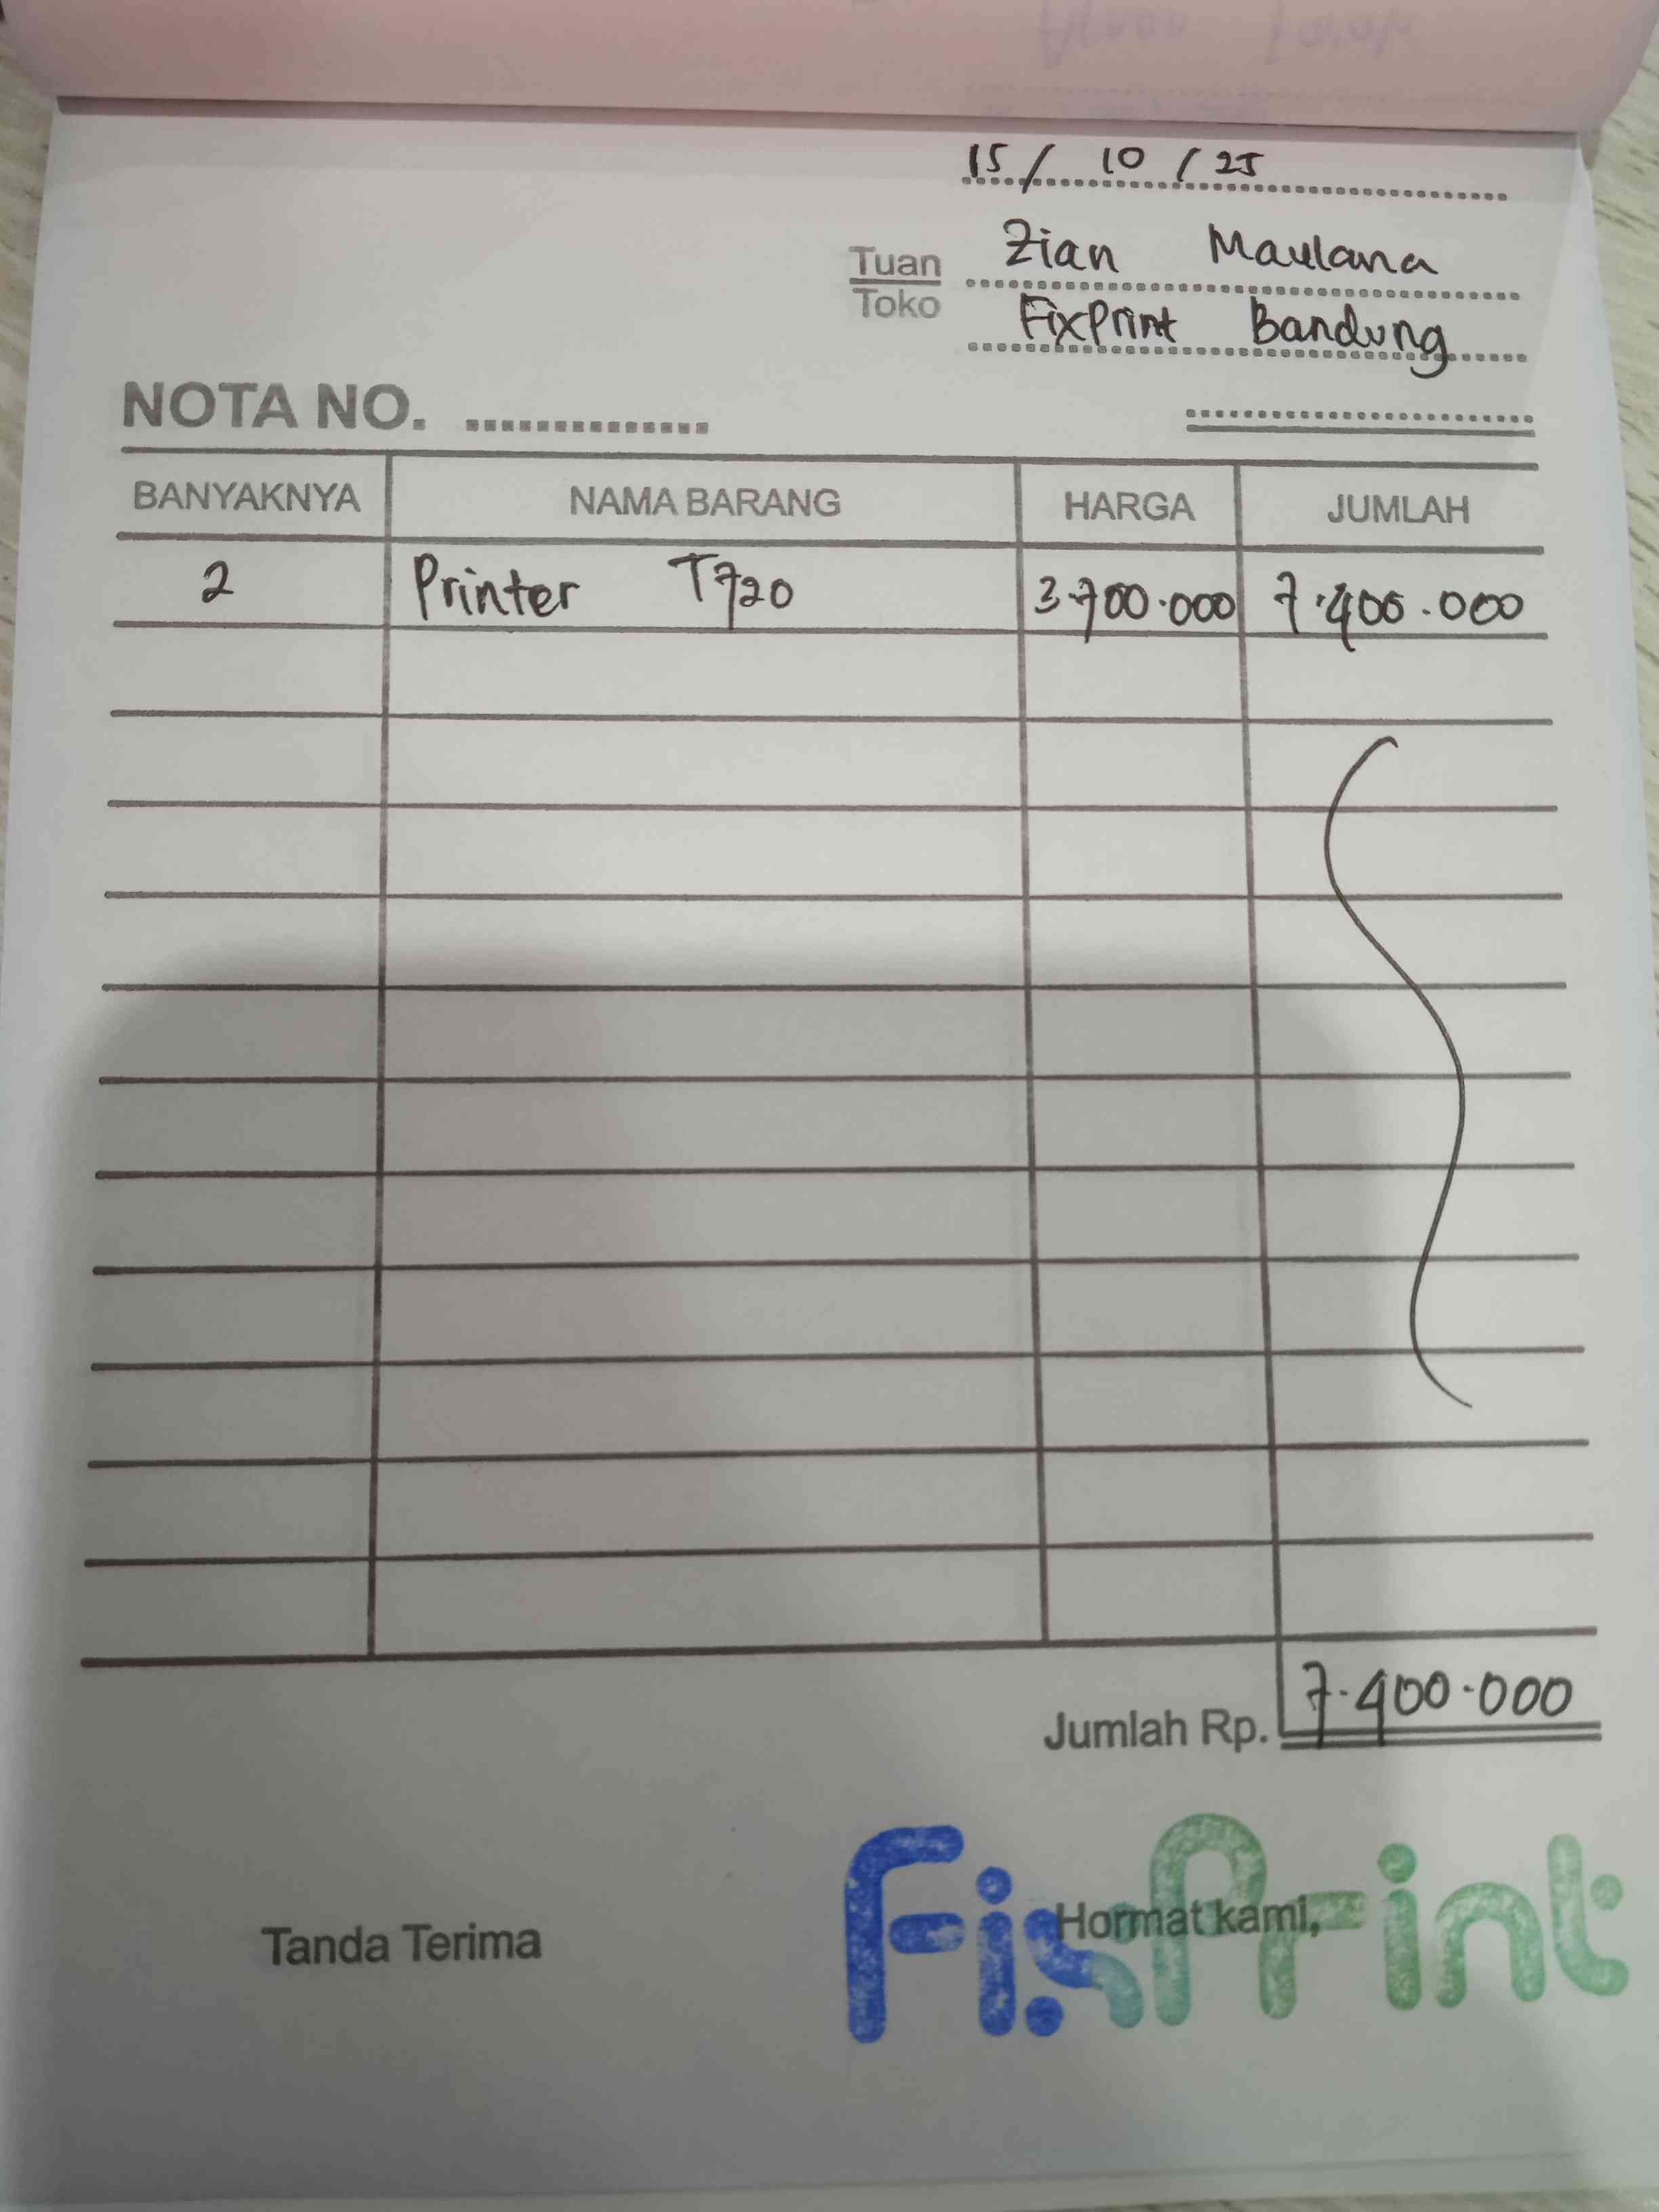 15 / 10 / 25
Tuan Zian Maulana
Toko FixPrint Bandung
NOTA NO. ..............
BANYAKNYA NAMA BARANG HARGA JUMLAH
2 Printer T720 3.700.000 7.400.000
Jumlah Rp. 7.400.000
Tanda Terima Hormat kami,
FixPrint